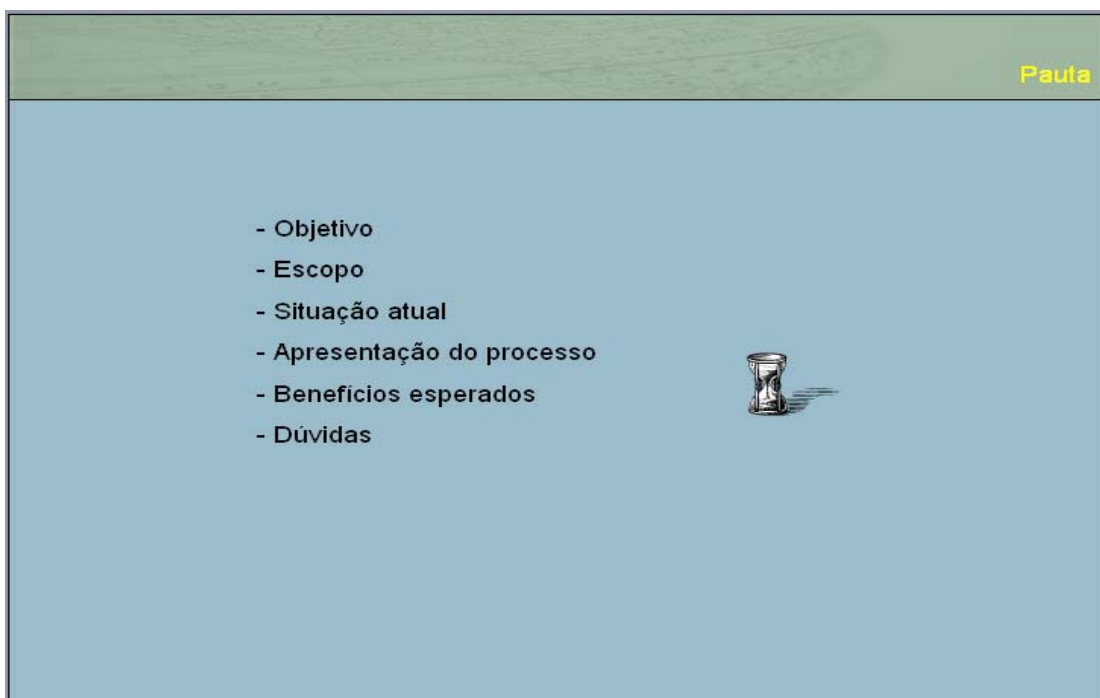 Pauta
- Objetivo
- Escopo
- Situação atual
- Apresentação do processo
- Benefícios esperados
- Dúvidas